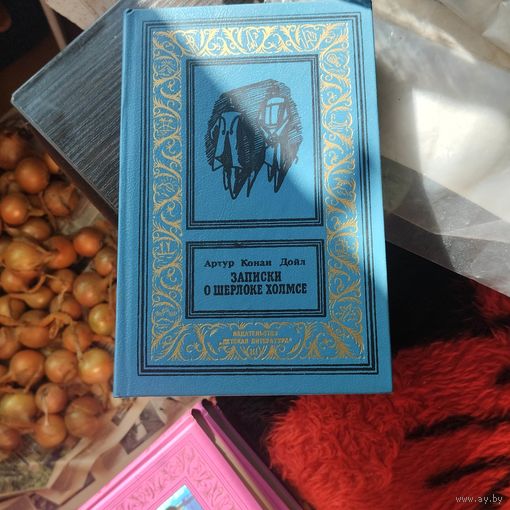 Артур Конан Дойл
ЗАПИСКИ
О ШЕРЛОКЕ ХОЛМСЕ
ИЗДАТЕЛЬСТВО
"ДЕТСКАЯ ЛИТЕРАТУРА"
www.ay.by